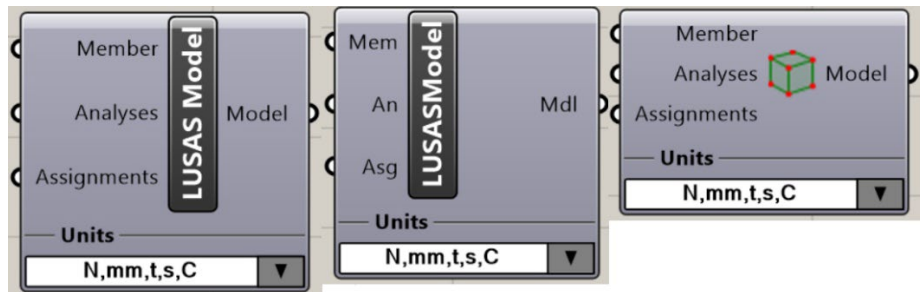 Member
Analyses
Assignments
LUSAS Model
Model
Units
N,mm,t,s,C
Mem
An
Asg
LUSASModel
Mdl
Units
N,mm,t,s,C
Member
Analyses
Assignments
Model
Units
N,mm,t,s,C